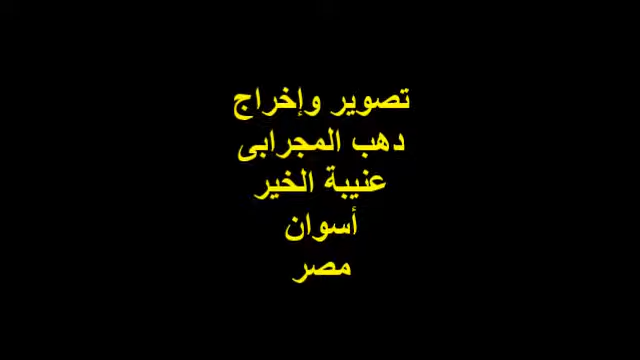 تصوير وإخراج
دهب المجرابى
عنيبة الخير
أسوان
مصر